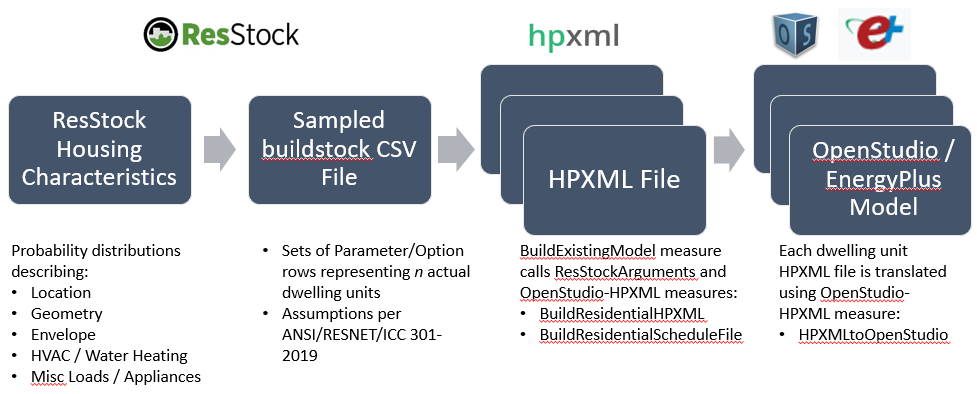 ResStock
hpxml
OS
e+
ResStock
Housing
Characteristics
Sampled
buildstock CSV
File
HPXML File
OpenStudio /
EnergyPlus
Model
Probability distributions
describing:
• Location
• Geometry
• Envelope
• HVAC / Water Heating
• Misc Loads / Appliances
• Sets of Parameter/Option
rows representing n actual
dwelling units
• Assumptions per
ANSI/RESNET/ICC 301-
2019
BuildExistingModel measure
calls ResStockArguments and
OpenStudio-HPXML measures:
• BuildResidentialHPXML
• BuildResidentialScheduleFile
Each dwelling unit
HPXML file is translated
using OpenStudio-
HPXML measure:
• HPXMLtoOpenStudio